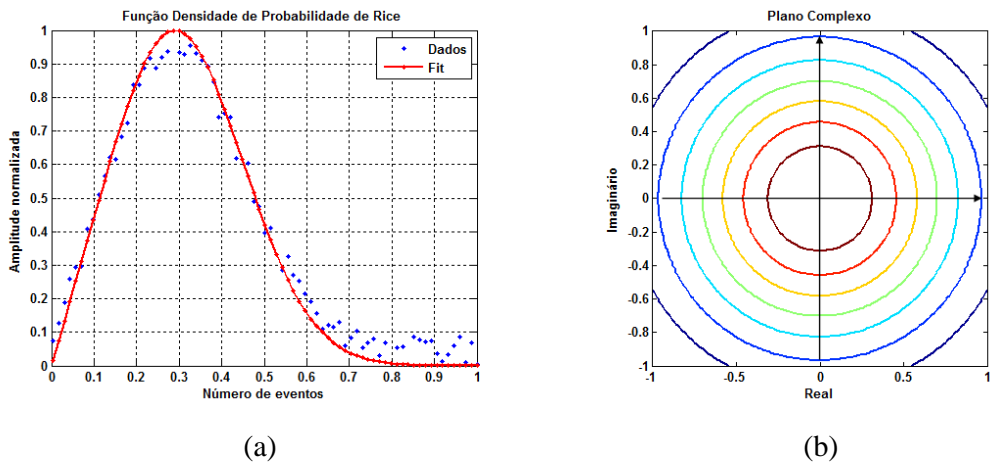 Função Densidade de Probabilidade de Rice
1
0.9
0.8
0.7
0.6
0.5
0.4
0.3
0.2
0.1
0
Amplitude normalizada
Dados
Fit
0 0.1 0.2 0.3 0.4 0.5 0.6 0.7 0.8 0.9 1
Número de eventos
(a)
Plano Complexo
1
0.8
0.6
0.4
0.2
0
-0.2
-0.4
-0.6
-0.8
-1
Imaginário
-1 -0.5 0 0.5 1
Real
(b)